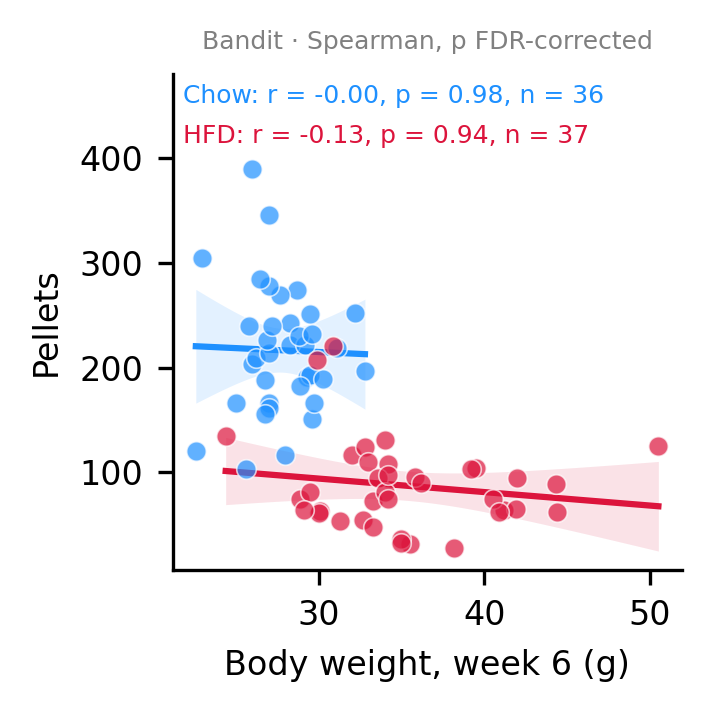 Bandit · Spearman, p FDR-corrected
Chow: r = -0.00, p = 0.98, n = 36
HFD: r = -0.13, p = 0.94, n = 37
400
300
200
100
Pellets
30 40 50
Body weight, week 6 (g)